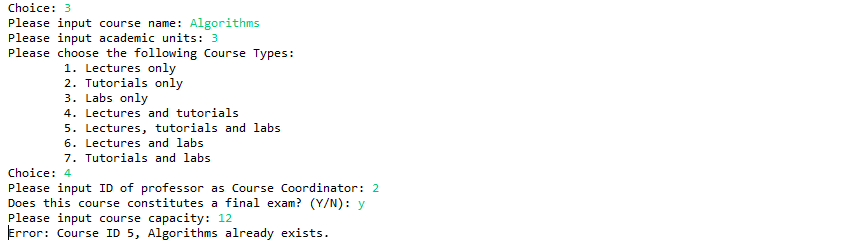 Choice: 3
Please input course name: Algorithms
Please input academic units: 3
Please choose the following Course Types:
1. Lectures only
2. Tutorials only
3. Labs only
4. Lectures and tutorials
5. Lectures, tutorials and labs
6. Lectures and labs
7. Tutorials and labs
Choice: 4
Please input ID of professor as Course Coordinator: 2
Does this course constitutes a final exam? (Y/N): y
Please input course capacity: 12
Error: Course ID 5, Algorithms already exists.